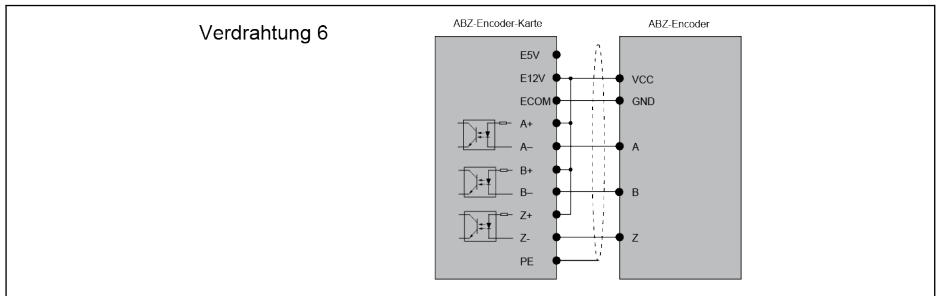 Verdrahtung 6
ABZ-Encoder-Karte
ABZ-Encoder
E5V
E12V
VCC
ECOM
GND
A+
A–
A
B+
B–
B
Z+
Z-
Z
PE